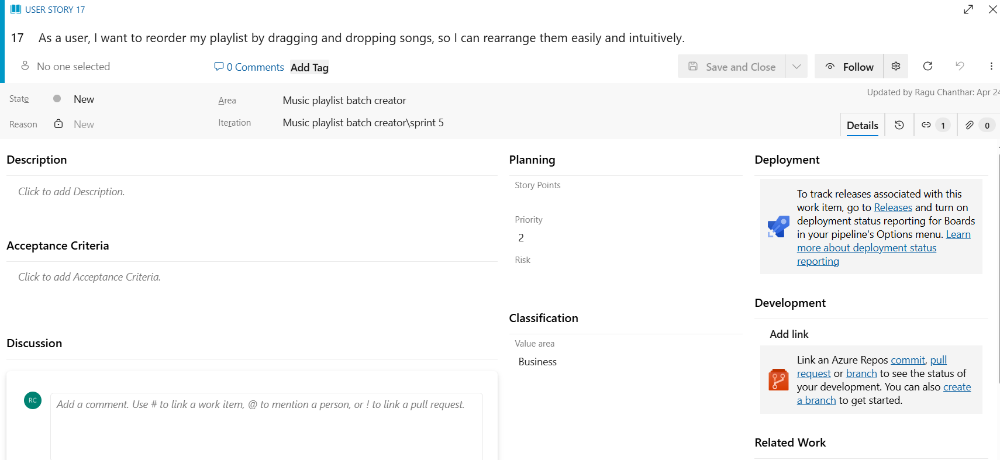 USER STORY 17
17 As a user, I want to reorder my playlist by dragging and dropping songs, so I can rearrange them easily and intuitively.
No one selected 0 Comments Add Tag Save and Close Follow
State New Area Music playlist batch creator Updated by Ragu Chanthar: Apr 24
Reason New Iteration Music playlist batch creator\sprint 5
Details 1 0
Description
Click to add Description.
Acceptance Criteria
Click to add Acceptance Criteria.
Discussion
RC
Add a comment. Use # to link a work item, @ to mention a person, or ! to link a pull request.
Planning
Story Points
Priority
2
Risk
Classification
Value area
Business
Deployment
To track releases associated with this
work item, go to Releases and turn on
deployment status reporting for Boards
in your pipeline's Options menu. Learn
more about deployment status
reporting
Development
Add link
Link an Azure Repos commit, pull
request or branch to see the status of
your development. You can also create
a branch to get started.
Related Work